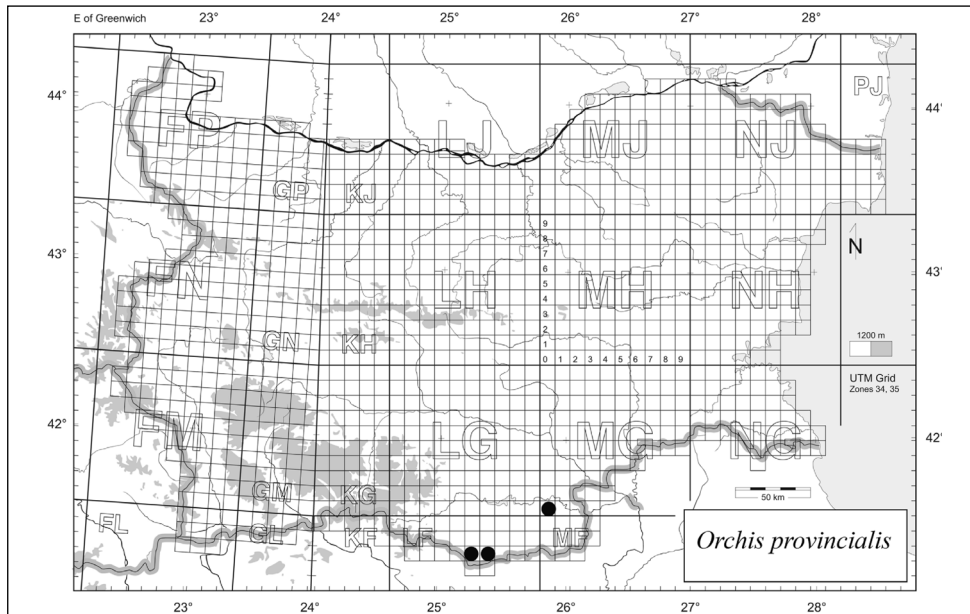 E of Greenwich 23° 24° 25° 26° 27° 28°
44° 44'
PJ
FP LJ MJ NJ
GP KJ
N
43° 43'
9
8
7
6
5
4
3
2
1
0 1 2 3 4 5 6 7 8 9
FN LH MH NH
GN KH
1200 m
UTM Grid
Zones 34, 35
42° 42'
FM LG MG NG
GM KG
50 km
FL GL KF LF MF
Orchis provincialis
23° 24° 25° 26° 27° 28°